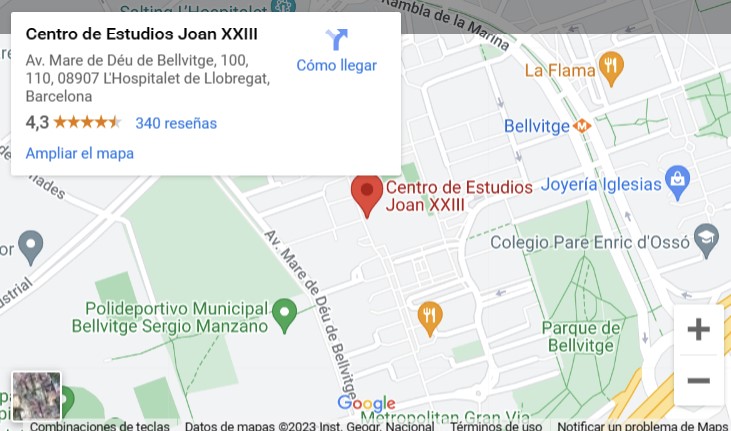 Salting L'Hospitalet
Rambla de la Marina
Centro de Estudios Joan XXIII
Cómo llegar
Av. Mare de Déu de Bellvitge, 100,
110, 08907 L'Hospitalet de Llobregat,
Barcelona
4,3
340 reseñas
Ampliar el mapa
La Flama
Bellvitge
M
Centro de Estudios
Joan XXIII
Joyería Iglesias
Colegio Pare Enric d'Ossó
Av. Mare de Déu de Bellvitge
Polideportivo Municipal
Bellvitge Sergio Manzano
Parque de
Bellvitge
+
−
Google
Metropolitan Gran Via
Combinaciones de teclas
Datos de mapas ©2023 Inst. Geogr. Nacional
Términos de uso
Notificar un problema de Maps